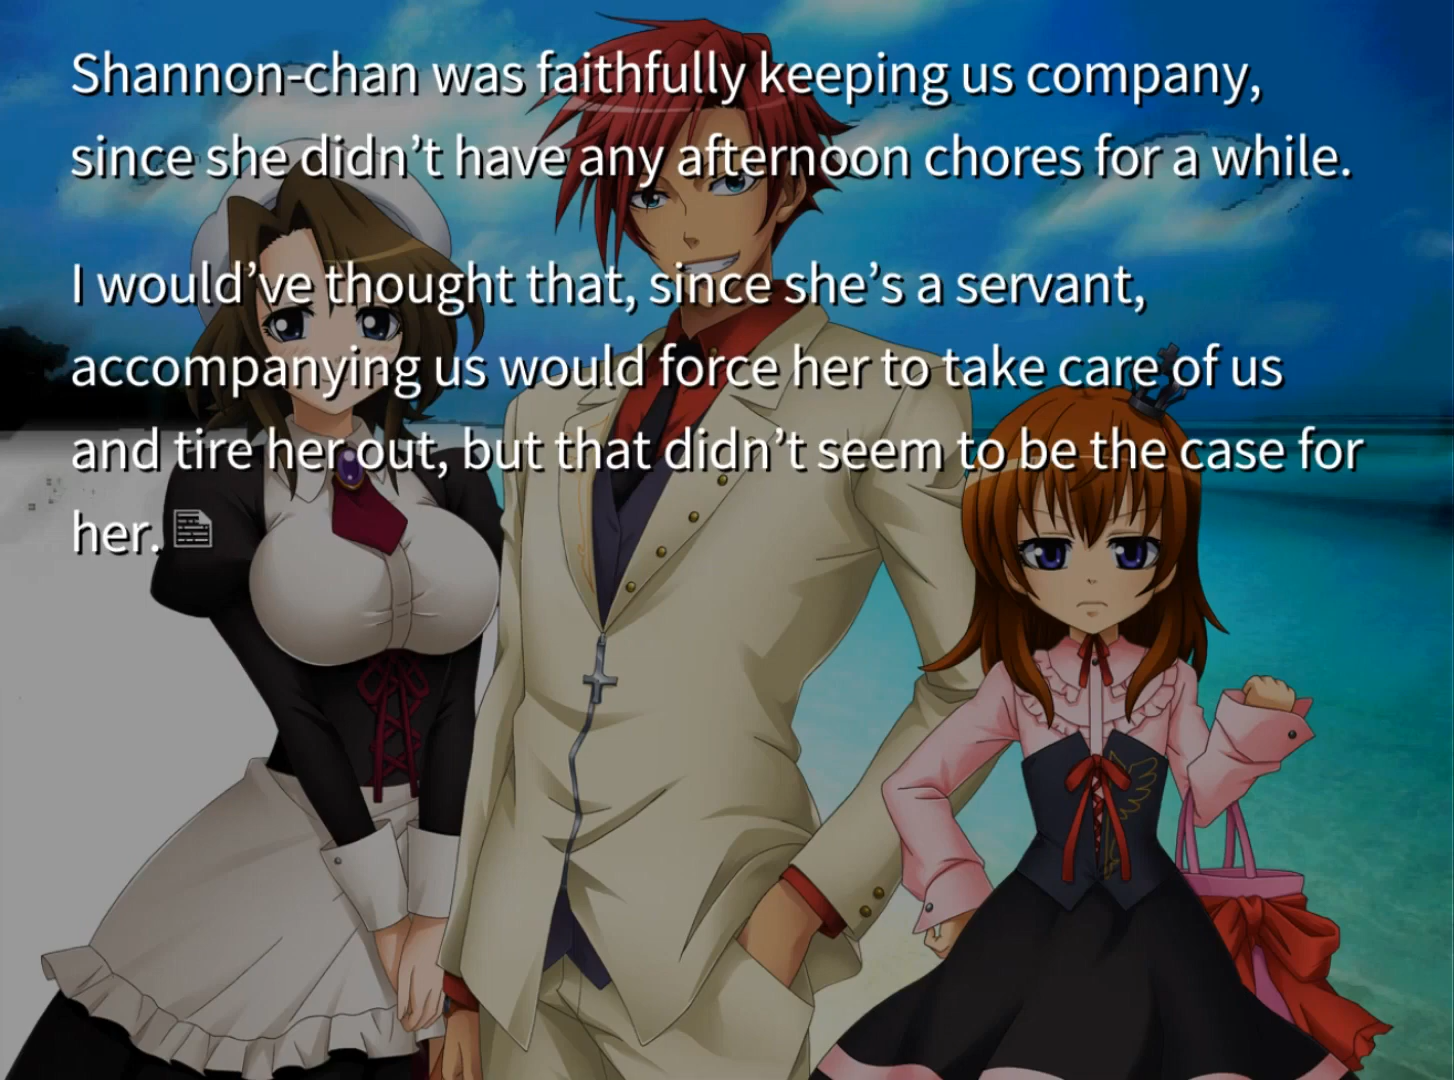 Shannon-chan was faithfully keeping us company,
since she didn’t have any afternoon chores for a while.
I would’ve thought that, since she’s a servant,
accompanying us would force her to take care of us
and tire her out, but that didn’t seem to be the case for
her.